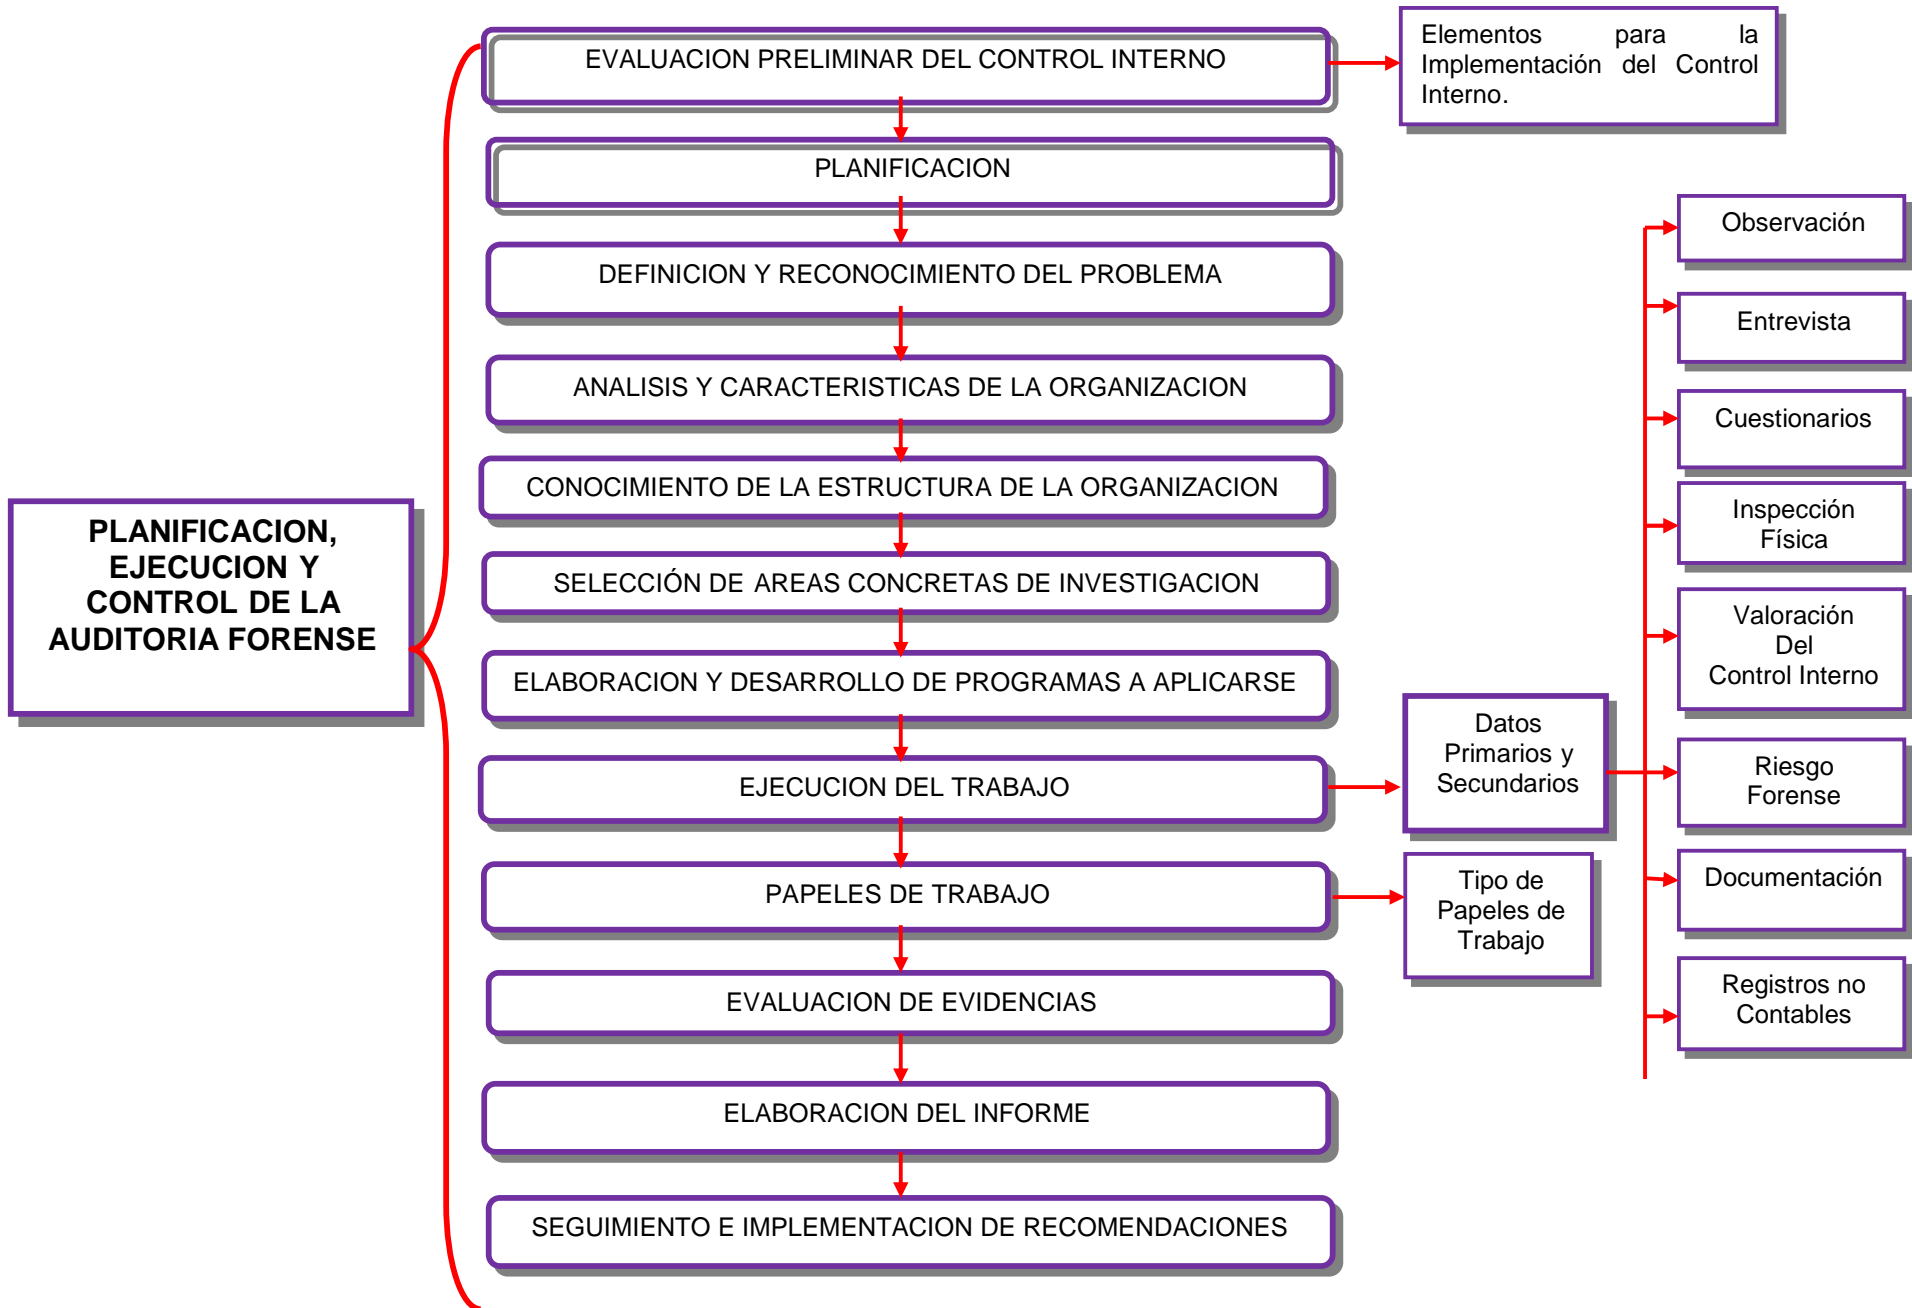 PLANIFICACION,
EJECUCION Y
CONTROL DE LA
AUDITORIA FORENSE
EVALUACION PRELIMINAR DEL CONTROL INTERNO
Elementos para la
Implementación del Control
Interno.
PLANIFICACION
DEFINICION Y RECONOCIMIENTO DEL PROBLEMA
ANALISIS Y CARACTERISTICAS DE LA ORGANIZACION
CONOCIMIENTO DE LA ESTRUCTURA DE LA ORGANIZACION
SELECCIÓN DE AREAS CONCRETAS DE INVESTIGACION
ELABORACION Y DESARROLLO DE PROGRAMAS A APLICARSE
EJECUCION DEL TRABAJO
Datos
Primarios y
Secundarios
Observación
Entrevista
Cuestionarios
Inspección
Física
Valoración
Del
Control Interno
Riesgo
Forense
Documentación
Registros no
Contables
PAPELES DE TRABAJO
Tipo de
Papeles de
Trabajo
EVALUACION DE EVIDENCIAS
ELABORACION DEL INFORME
SEGUIMIENTO E IMPLEMENTACION DE RECOMENDACIONES